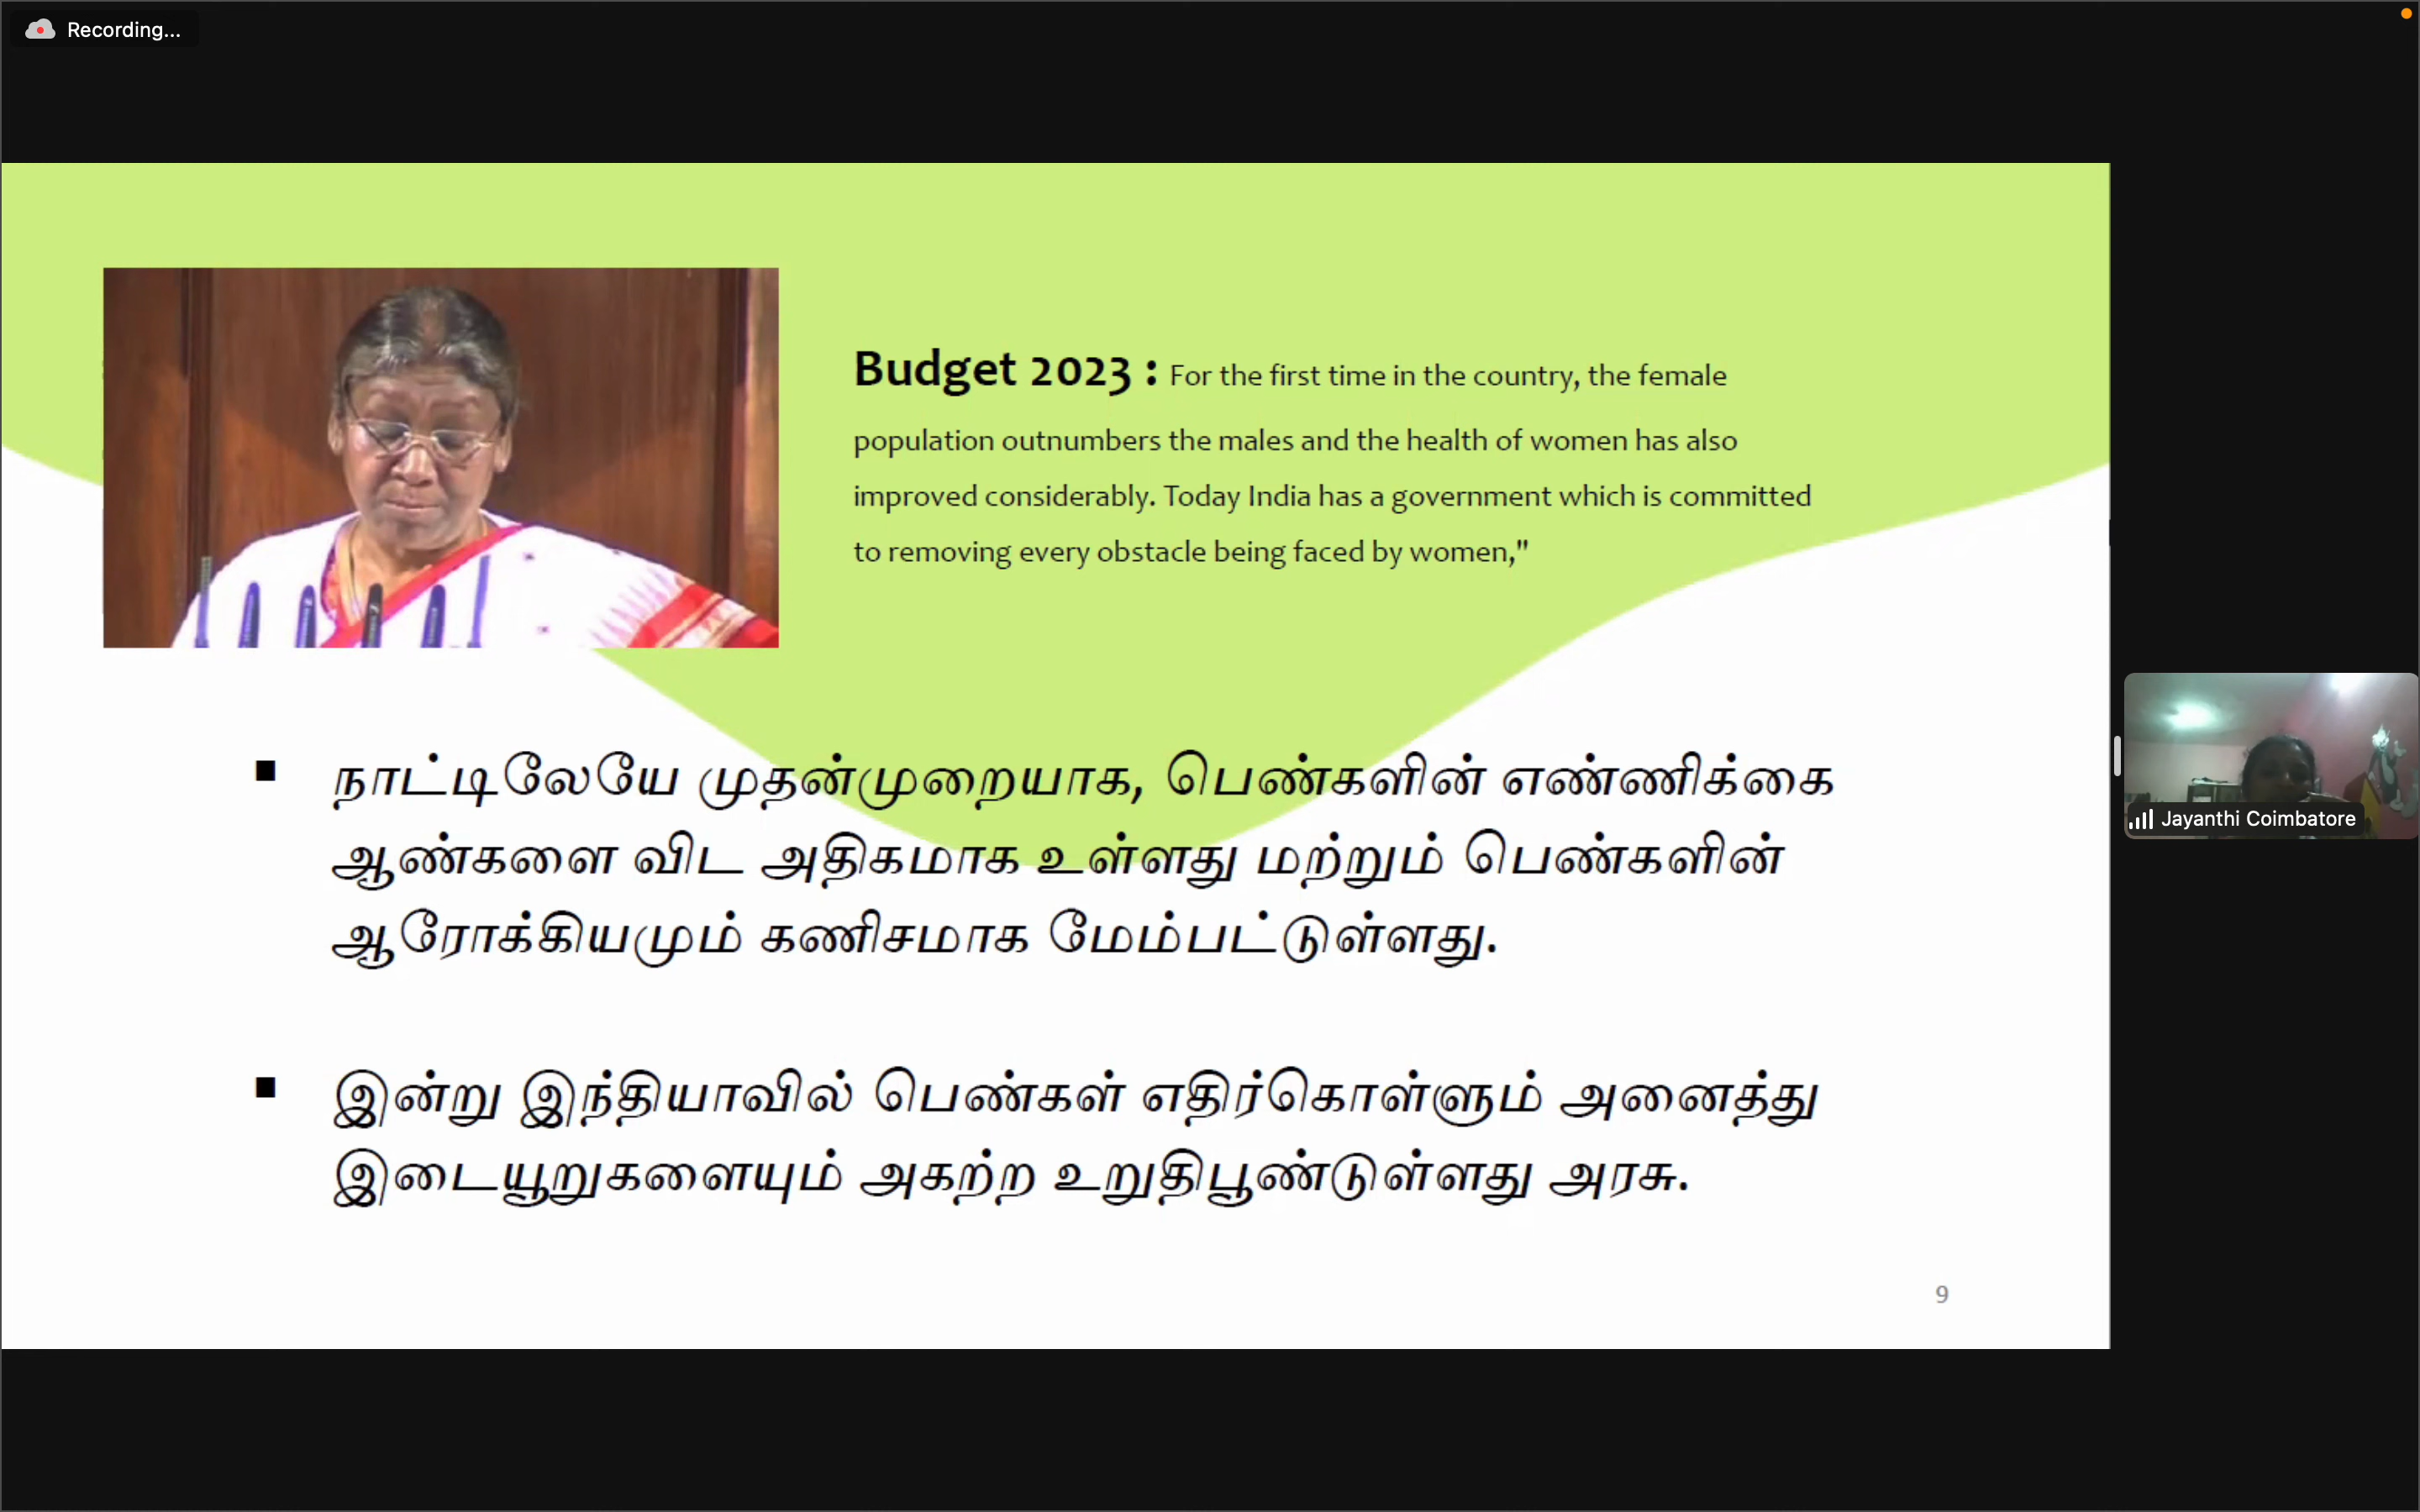 Recording...
Budget 2023 : For the first time in the country, the female
population outnumbers the males and the health of women has also
improved considerably. Today India has a government which is committed
to removing every obstacle being faced by women,"
▪ நாட்டிலேயே முதன்முறையாக, பெண்களின் எண்ணிக்கை
ஆண்களை விட அதிகமாக உள்ளது மற்றும் பெண்களின்
ஆரோக்கியமும் கணிசமாக மேம்பட்டுள்ளது.
▪ இன்று இந்தியாவில் பெண்கள் எதிர்கொள்ளும் அனைத்து
இடையூறுகளையும் அகற்ற உறுதிபூண்டுள்ளது அரசு.
9
Jayanthi Coimbatore